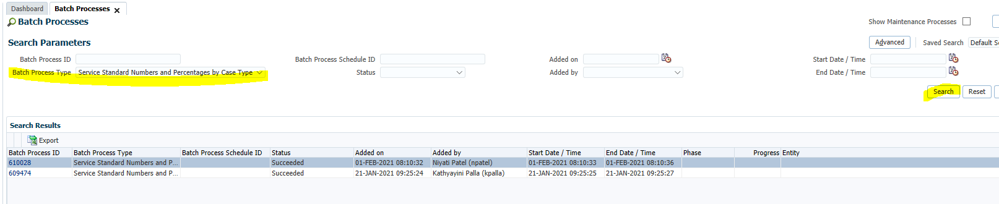 Dashboard Batch Processes
Batch Processes Show Maintenance Processes
Search Parameters Advanced Saved Search Default Se
Batch Process ID Batch Process Schedule ID Added on Start Date / Time
Batch Process Type Service Standard Numbers and Percentages by Case Type Status Added by End Date / Time
Search Reset
Search Results
Export
Batch Process ID Batch Process Type Batch Process Schedule ID Status Added on Added by Start Date / Time End Date / Time Phase Progress Entity
610028 Service Standard Numbers and P... Succeeded 01-FEB-2021 08:10:32 Niyati Patel (npatel) 01-FEB-2021 08:10:33 01-FEB-2021 08:10:36
609474 Service Standard Numbers and P... Succeeded 21-JAN-2021 09:25:24 Kathyayini Palla (kpalla) 21-JAN-2021 09:25:25 21-JAN-2021 09:25:27